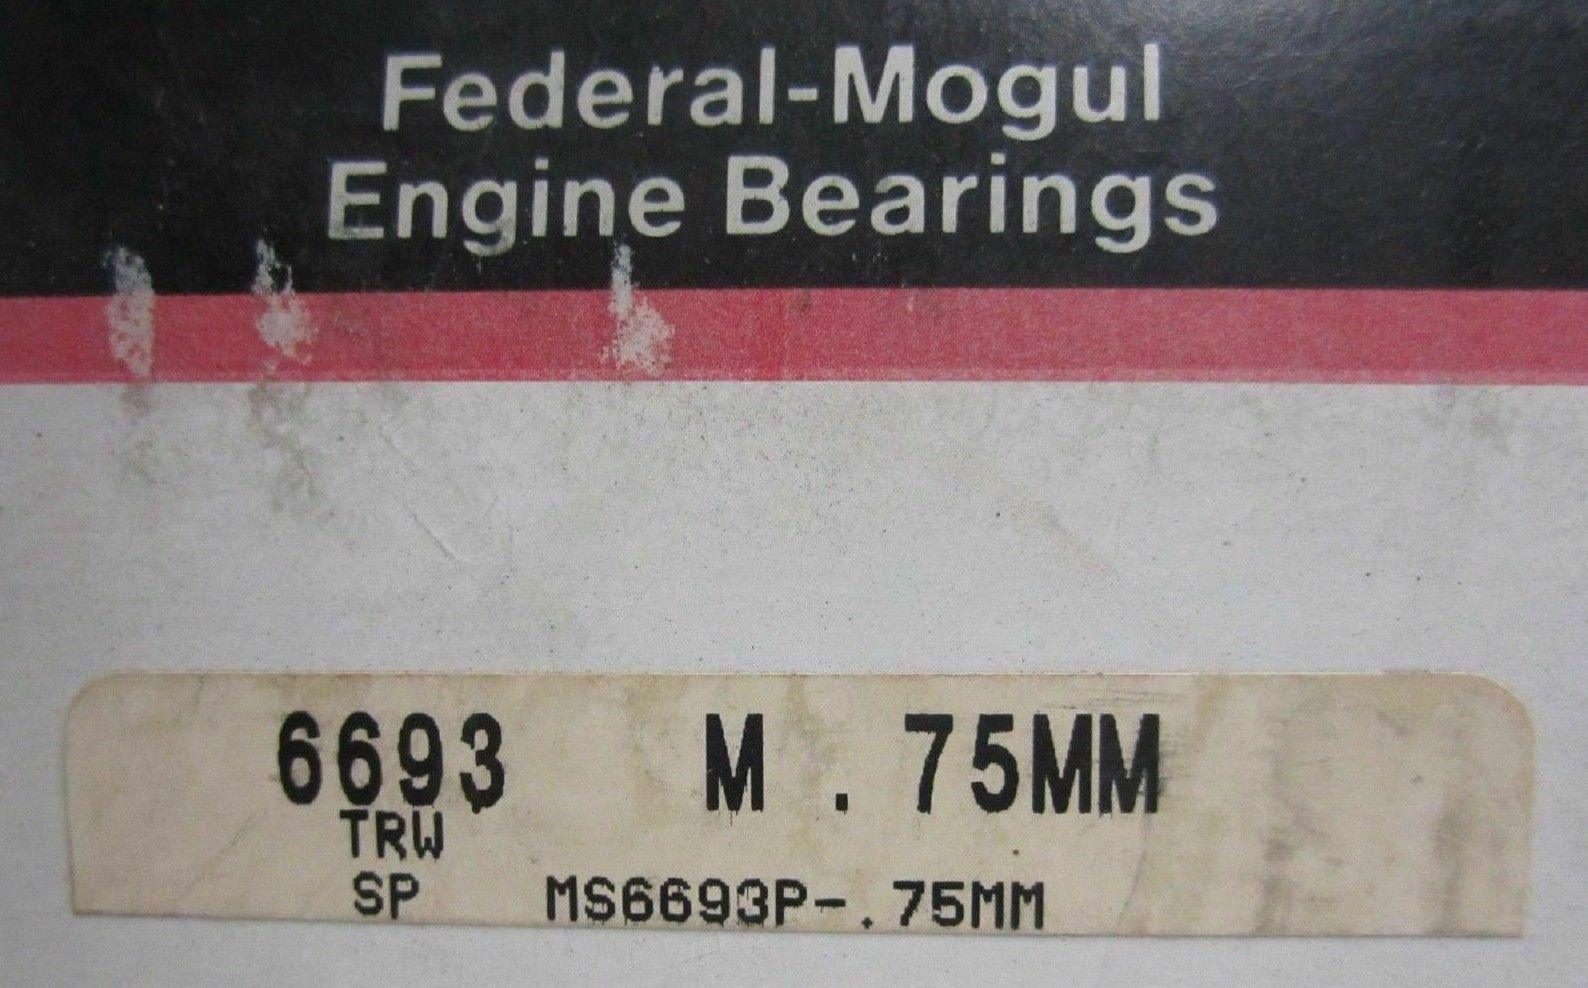 Federal-Mogul
Engine Bearings
6693 M .75MM
TRW
SP MS6693P-.75MM